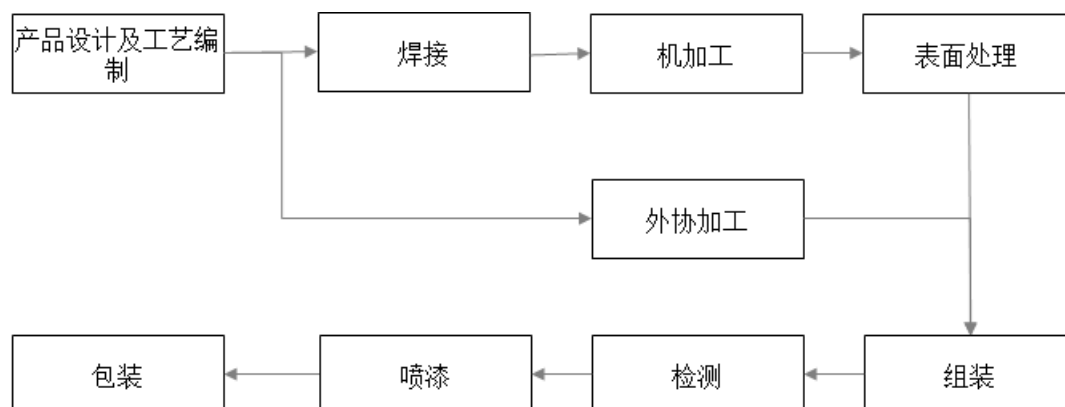 产品设计及工艺编
制
焊接
机加工
表面处理
外协加工
包装
喷漆
检测
组装